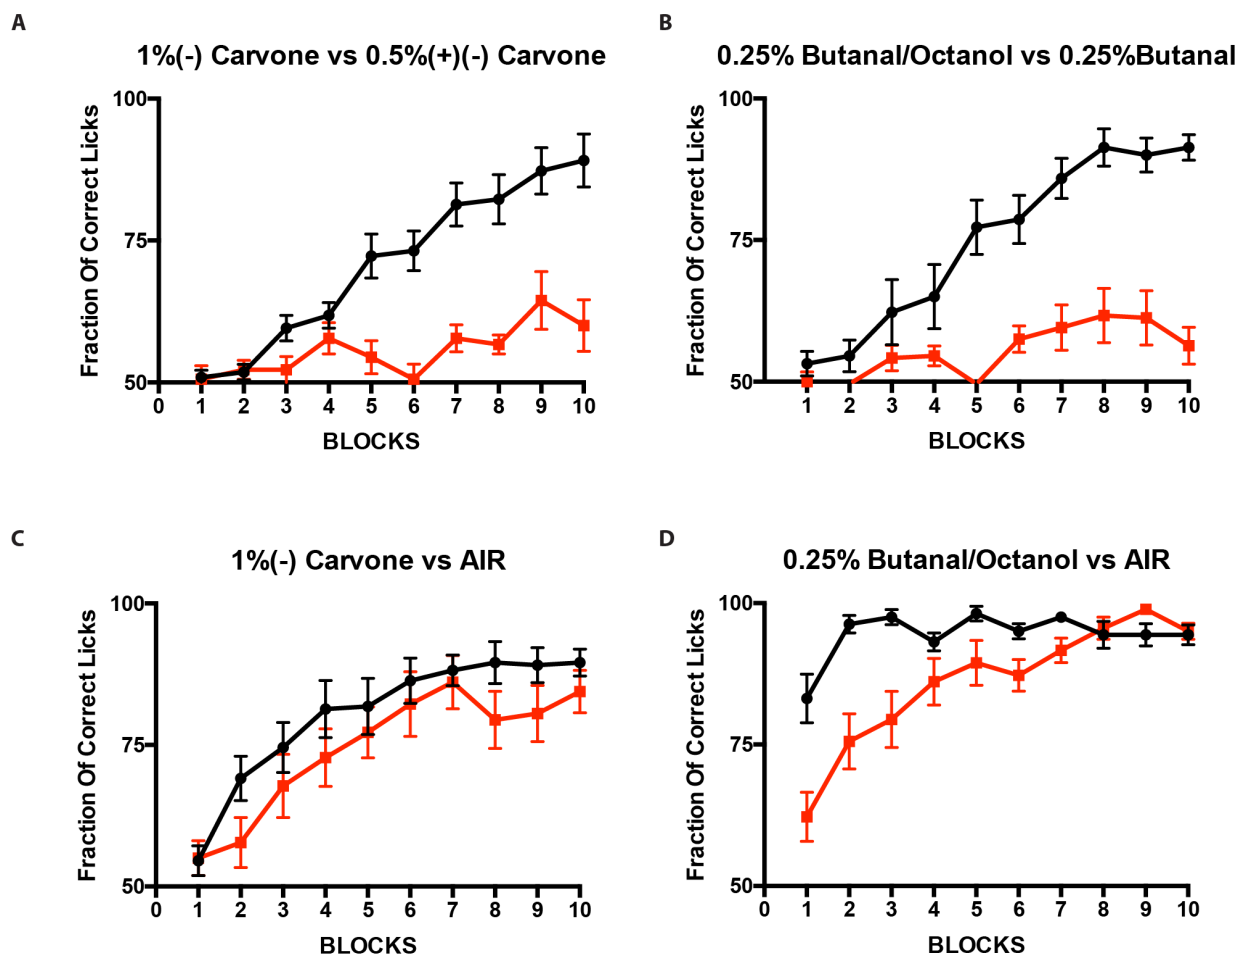 A
1%(-) Carvone vs 0.5%(+)(-) Carvone
Fraction Of Correct Licks
100
75
50
0 1 2 3 4 5 6 7 8 9 10
BLOCKS
B
0.25% Butanal/Octanol vs 0.25%Butanal
Fraction Of Correct Licks
100
75
50
0 1 2 3 4 5 6 7 8 9 10
BLOCKS
C
1%(-) Carvone vs AIR
Fraction Of Correct Licks
100
75
50
0 1 2 3 4 5 6 7 8 9 10
BLOCKS
D
0.25% Butanal/Octanol vs AIR
Fraction Of Correct Licks
100
75
50
0 1 2 3 4 5 6 7 8 9 10
BLOCKS